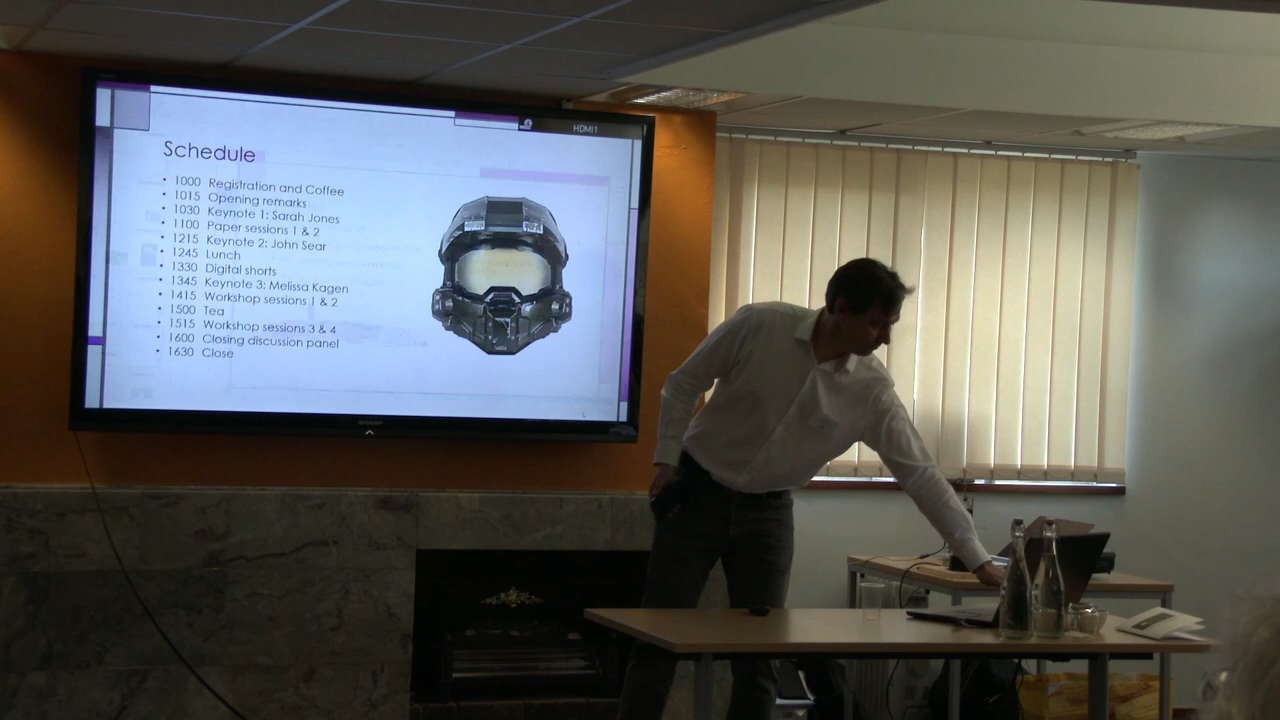 HDMI1
Schedule
• 1000 Registration and Coffee
• 1015 Opening remarks
• 1030 Keynote 1: Sarah Jones
• 1100 Paper sessions 1 & 2
• 1215 Keynote 2: John Sear
• 1245 Lunch
• 1330 Digital shorts
• 1345 Keynote 3: Melissa Kagen
• 1415 Workshop sessions 1 & 2
• 1500 Tea
• 1515 Workshop sessions 3 & 4
• 1600 Closing discussion panel
• 1630 Close
SHARP